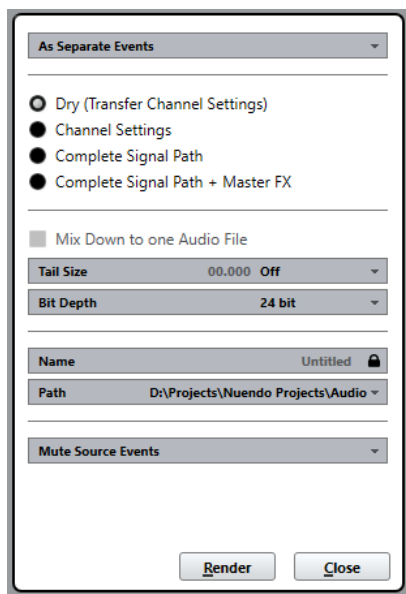 As Separate Events
Dry (Transfer Channel Settings)
Channel Settings
Complete Signal Path
Complete Signal Path + Master FX
Mix Down to one Audio File
Tail Size 00.000 Off
Bit Depth 24 bit
Name Untitled
Path D:\Projects\Nuendo Projects\Audio
Mute Source Events
Render Close